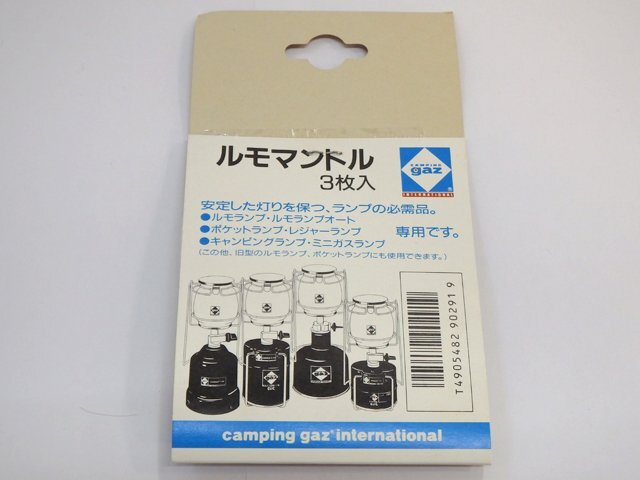 ルモマントル
3枚入
CAMPING
gaz
INTERNATIONAL
安定した灯りを保つ、ランプの必需品。
●ルモランプ・ルモランプオート
●ポケットランプ・レジャーランプ
●キャンピングランプ・ミニガスランプ
専用です。
(この他、旧型のルモランプ、ポケットランプにも使用できます。)
T4905482 90291 9
camping gaz international